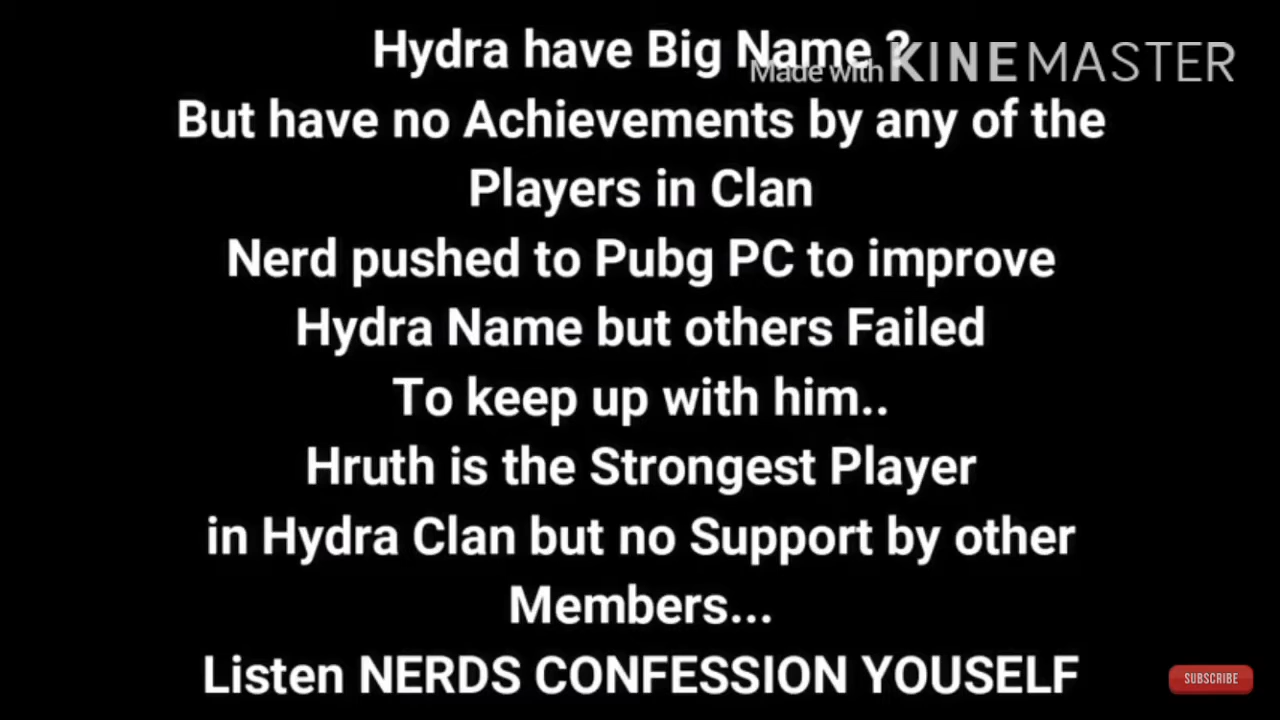 Hydra have Big Name ?
Made with KINEMASTER
But have no Achievements by any of the
Players in Clan
Nerd pushed to Pubg PC to improve
Hydra Name but others Failed
To keep up with him..
Hruth is the Strongest Player
in Hydra Clan but no Support by other
Members...
Listen NERDS CONFESSION YOUSELF
SUBSCRIBE